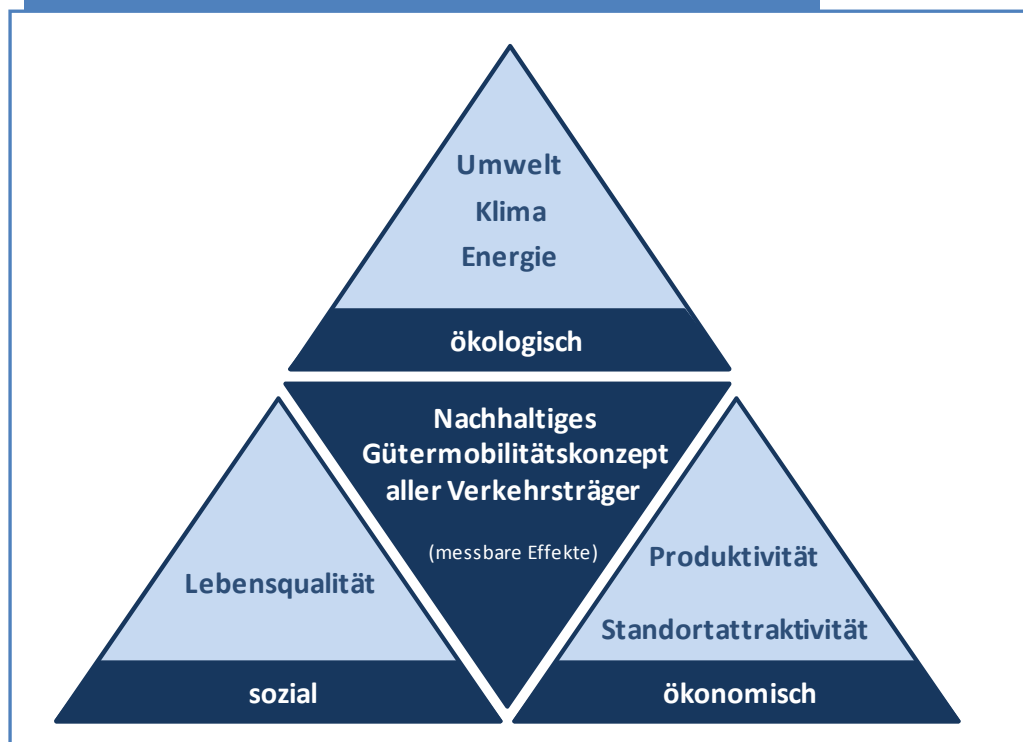 Umwelt
Klima
Energie
ökologisch
Nachhaltiges
Gütermobilitätskonzept
aller Verkehrsträger
(messbare Effekte)
Lebensqualität
sozial
Produktivität
Standortattraktivität
ökonomisch